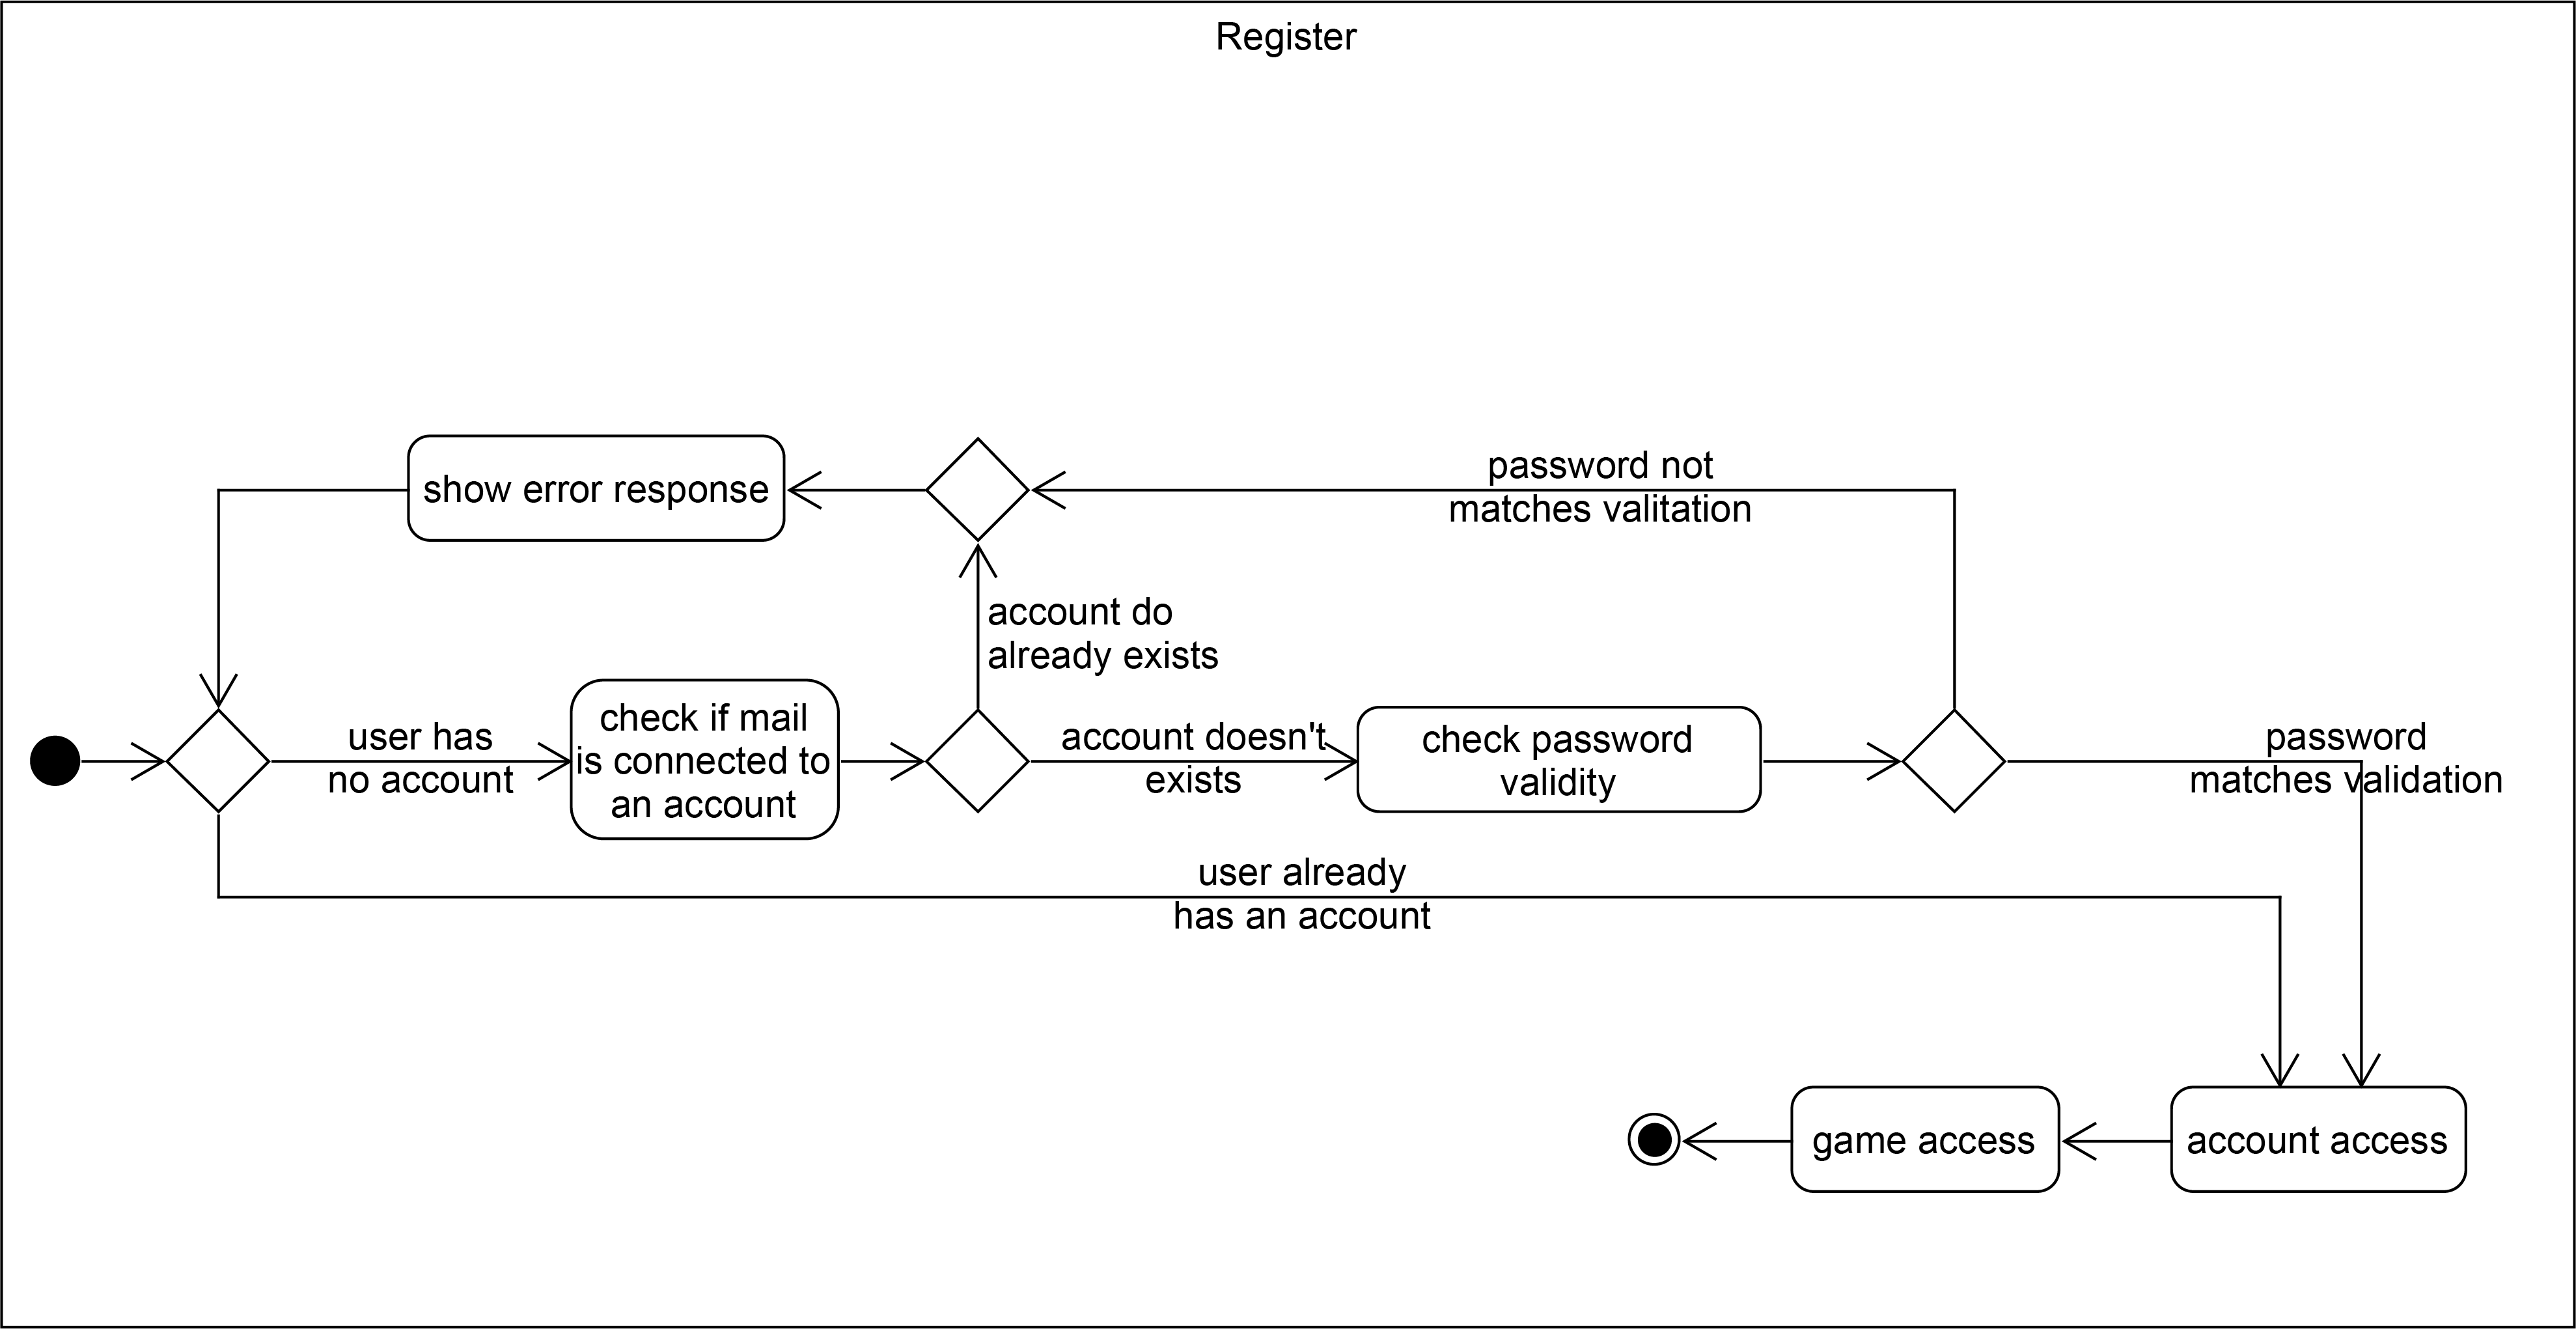 Register
show error response
password not
matches valitation
account do
already exists
user has
no account
check if mail
is connected to
an account
account doesn't
exists
check password
validity
password
matches validation
user already
has an account
game access
account access